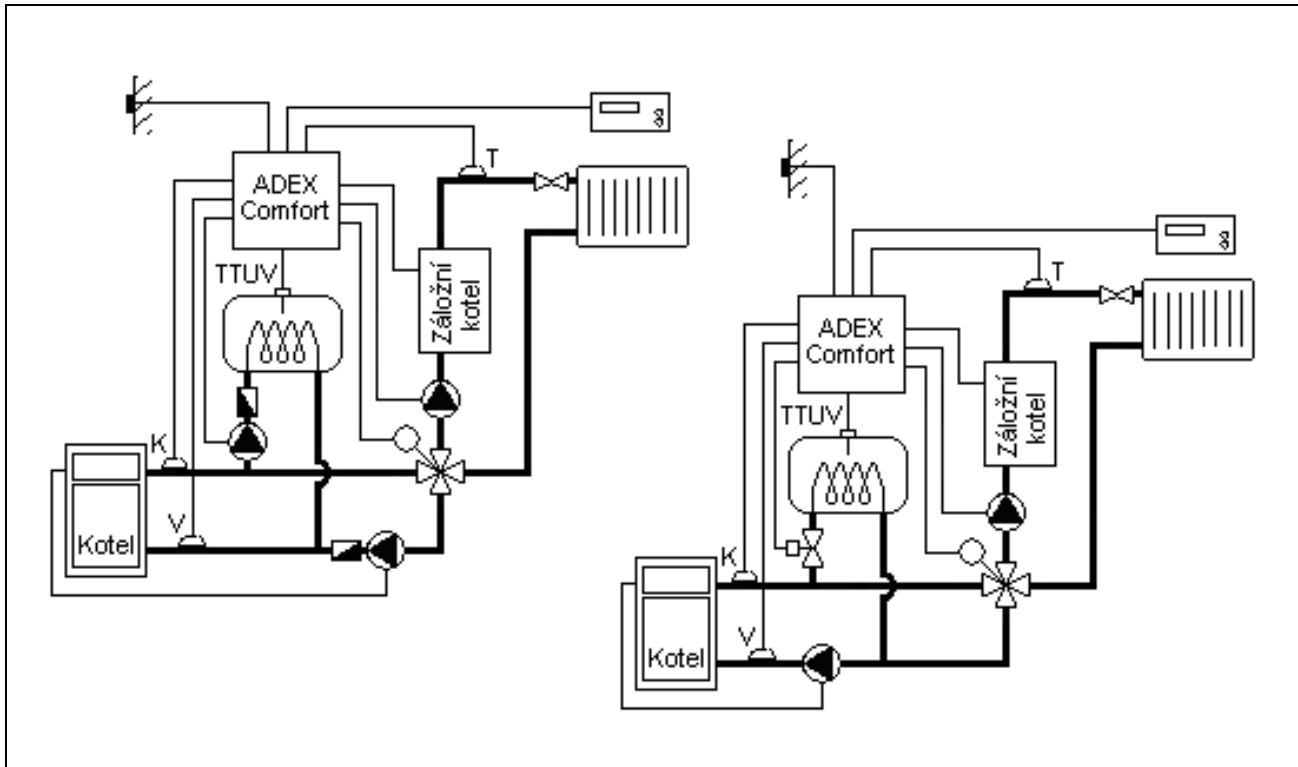 T
ADEX
Comfort
TTUV
Záložní
kotel
K
V
Kotel
T
ADEX
Comfort
TTUV
Záložní
kotel
K
V
Kotel